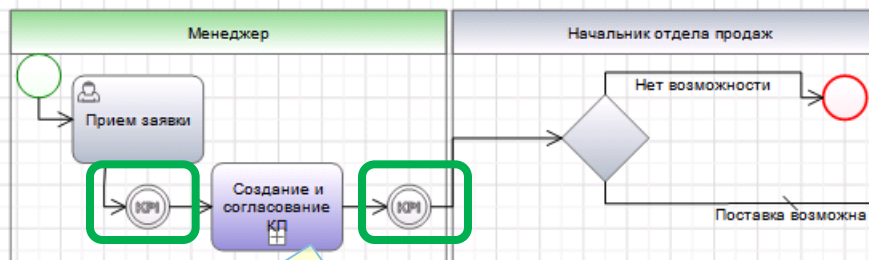 Менеджер
Начальник отдела продаж
Прием заявки
KPI
Создание и
согласование
КП
KPI
Нет возможности
Поставка возможна